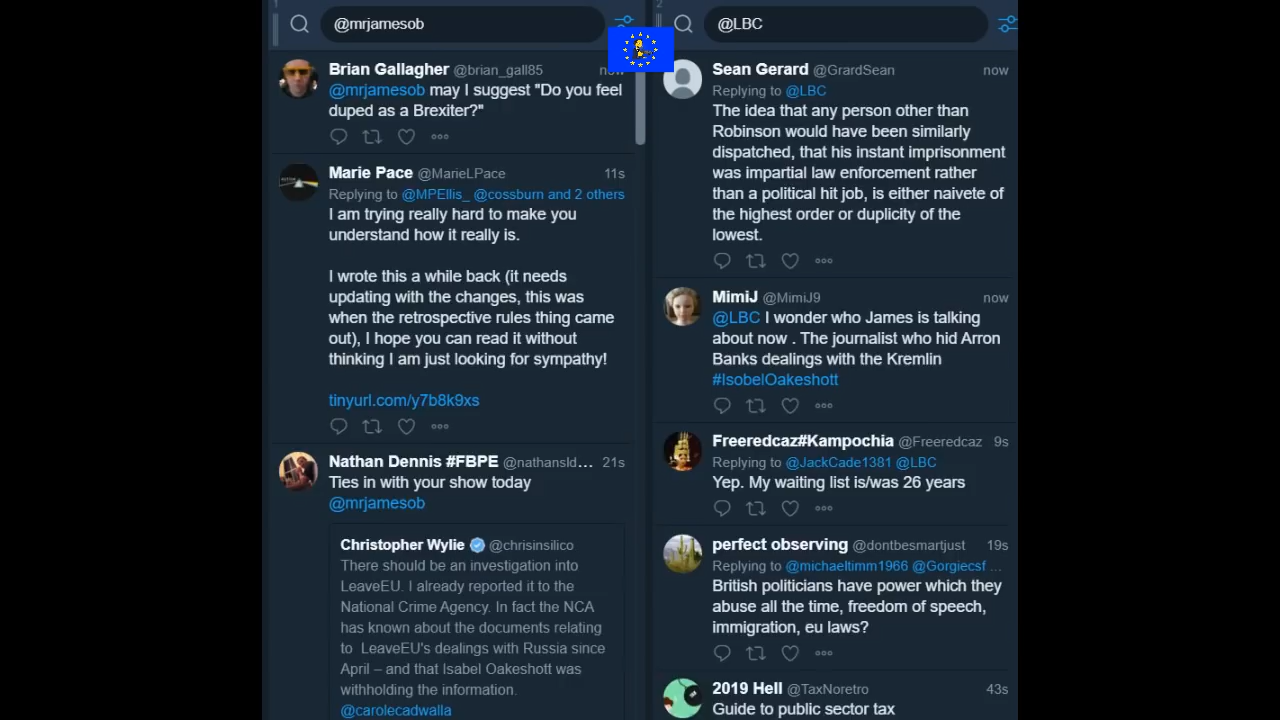 1
@mrjamesob
Brian Gallagher @brian_gall85 now
@mrjamesob may I suggest "Do you feel
duped as a Brexiter?"
Marie Pace @MarieLPace 11s
Replying to @MPEllis_ @cossburn and 2 others
I am trying really hard to make you
understand how it really is.
I wrote this a while back (it needs
updating with the changes, this was
when the retrospective rules thing came
out), I hope you can read it without
thinking I am just looking for sympathy!
tinyurl.com/y7b8k9xs
Nathan Dennis #FBPE @nathansld... 21s
Ties in with your show today
@mrjamesob
Christopher Wylie @chrisinsilico
There should be an investigation into
LeaveEU. I already reported it to the
National Crime Agency. In fact the NCA
has known about the documents relating
to LeaveEU's dealings with Russia since
April – and that Isabel Oakeshott was
withholding the information.
@carolecadwalla
2
@LBC
Sean Gerard @GrardSean now
Replying to @LBC
The idea that any person other than
Robinson would have been similarly
dispatched, that his instant imprisonment
was impartial law enforcement rather
than a political hit job, is either naivete of
the highest order or duplicity of the
lowest.
MimiJ @MimiJ9 now
@LBC I wonder who James is talking
about now . The journalist who hid Arron
Banks dealings with the Kremlin
#IsobelOakeshott
Freeredcaz#Kampochia @Freeredcaz 9s
Replying to @JackCade1381 @LBC
Yep. My waiting list is/was 26 years
perfect observing @dontbesmartjust 19s
Replying to @michaeltimm1966 @Gorgiecsf ...
British politicians have power which they
abuse all the time, freedom of speech,
immigration, eu laws?
2019 Hell @TaxNoretro 43s
Guide to public sector tax